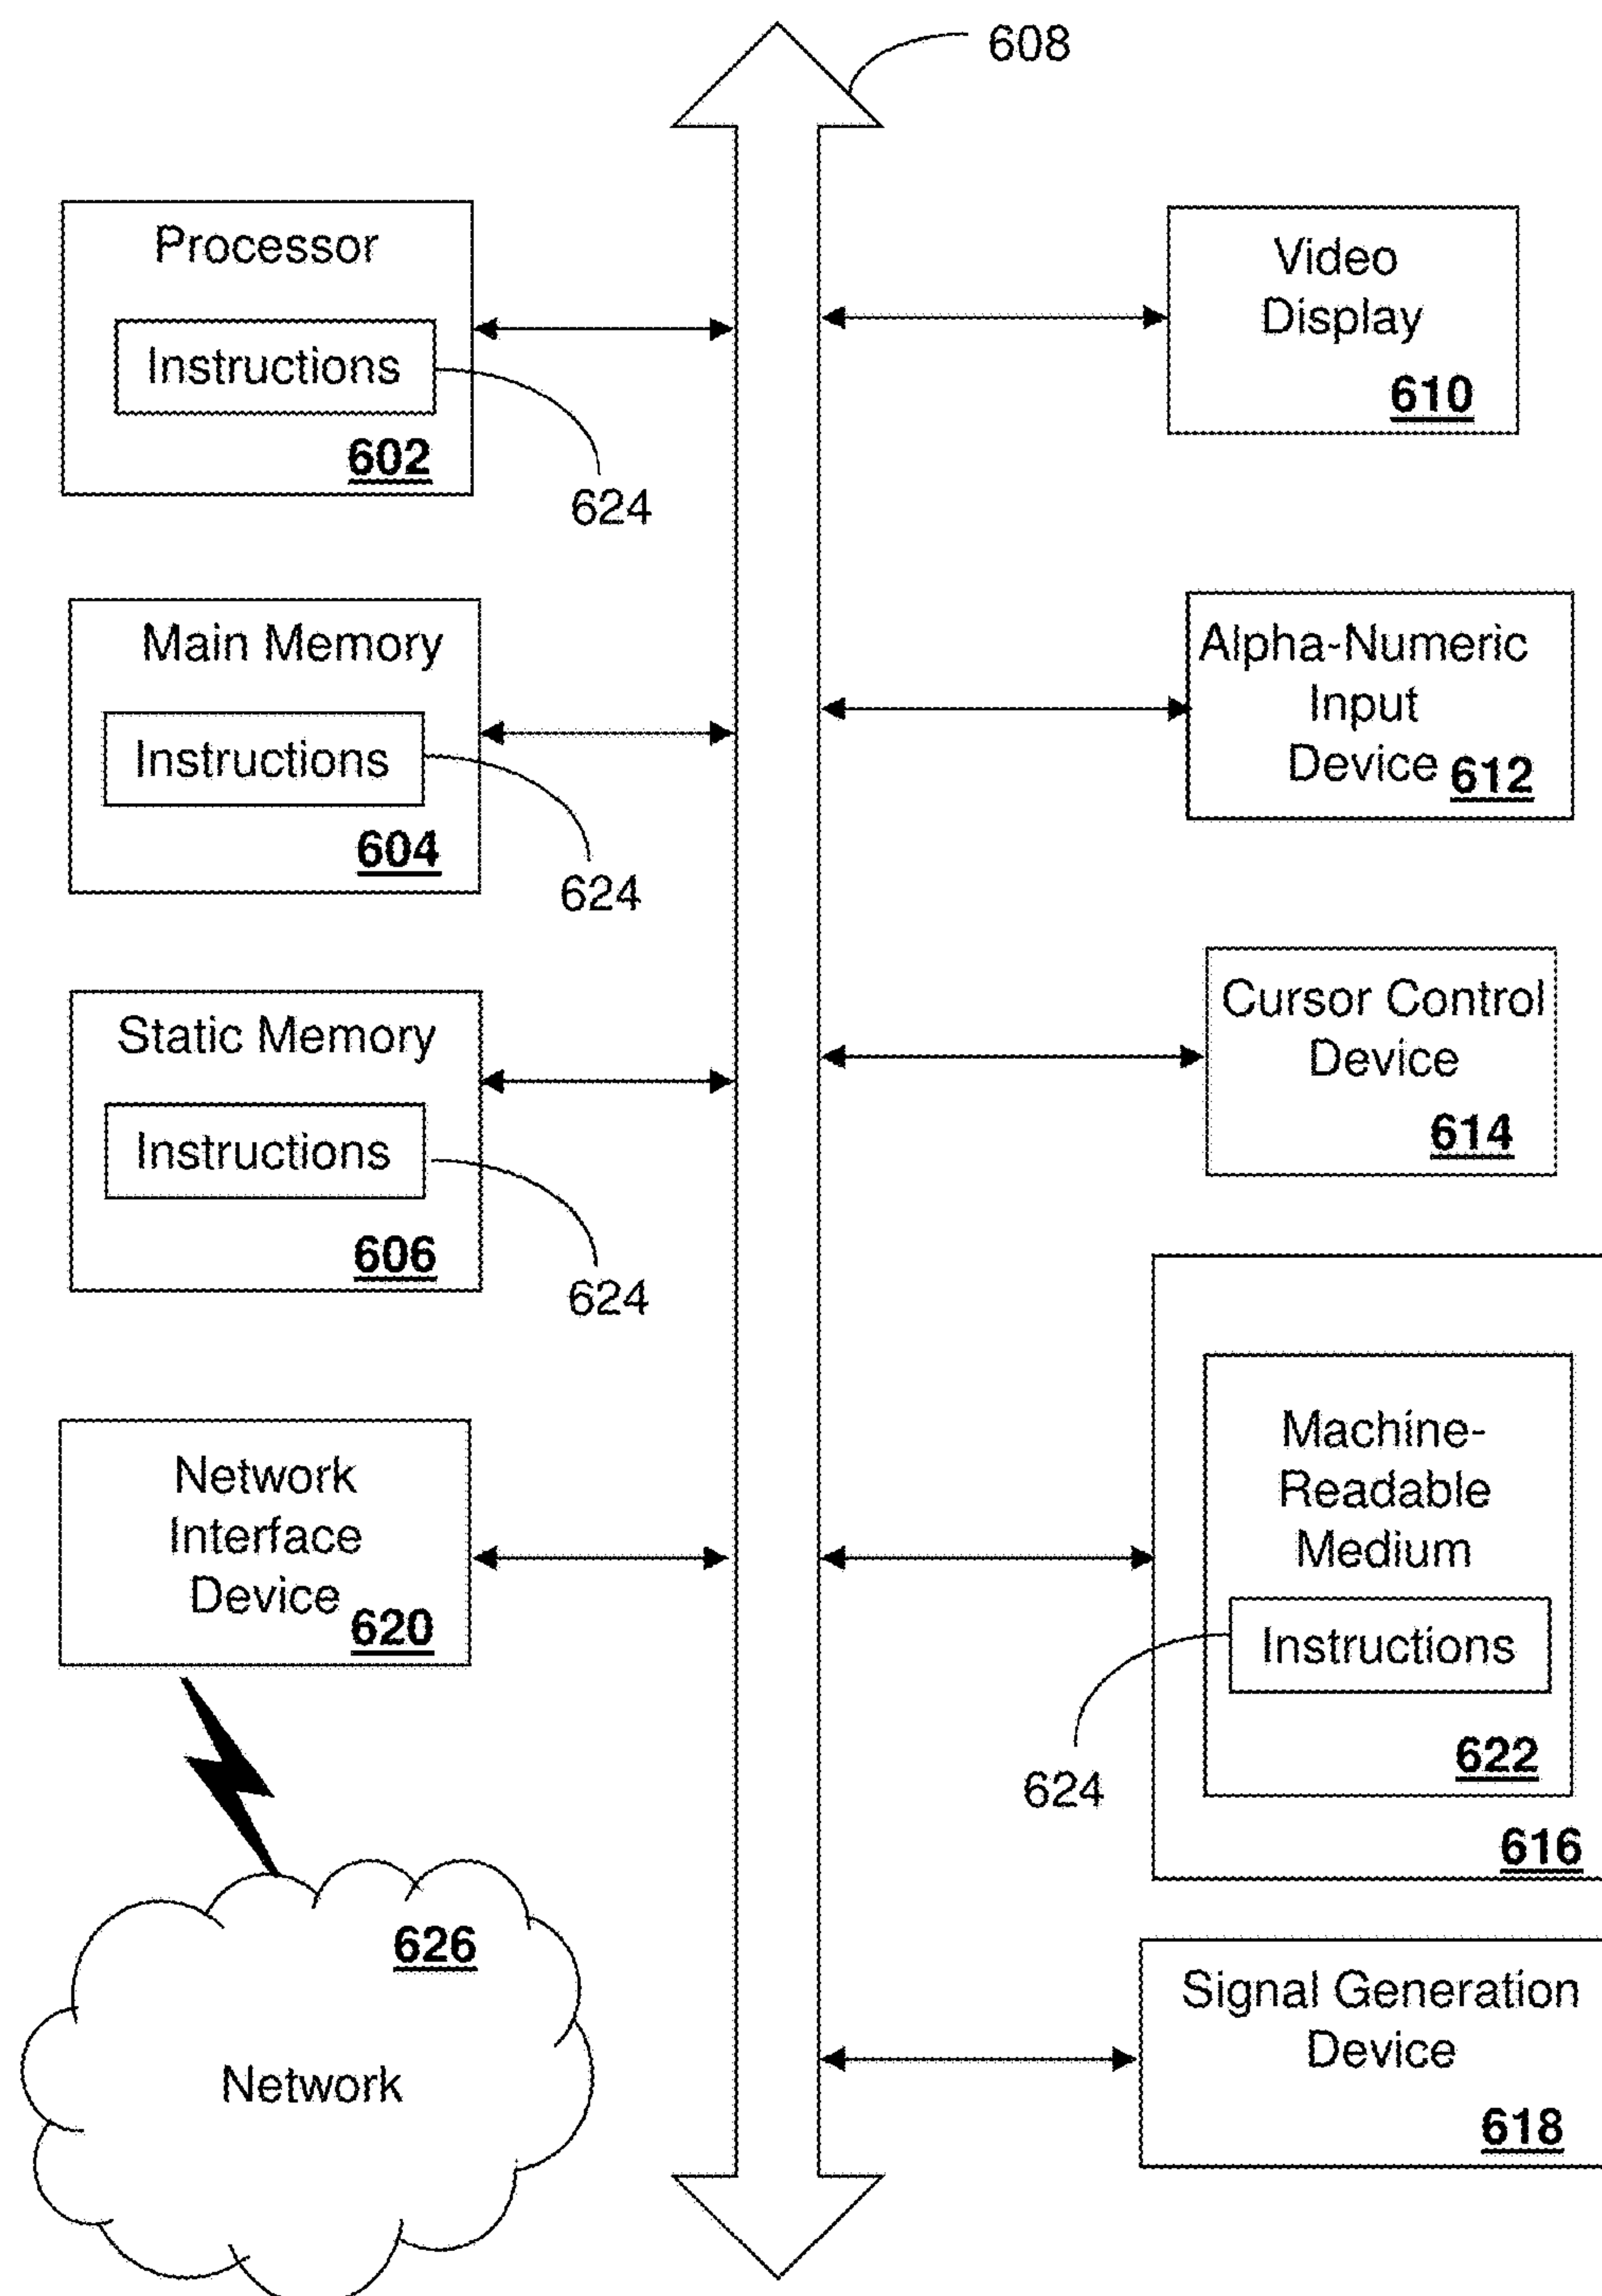 608
Processor
Instructions
602
624
Main Memory
Instructions
604
624
Static Memory
Instructions
606
624
Network
Interface
Device
620
626
Network
Video
Display
610
Alpha-Numeric
Input
Device 612
Cursor Control
Device
614
Machine-
Readable
Medium
Instructions
622
624
616
Signal Generation
Device
618